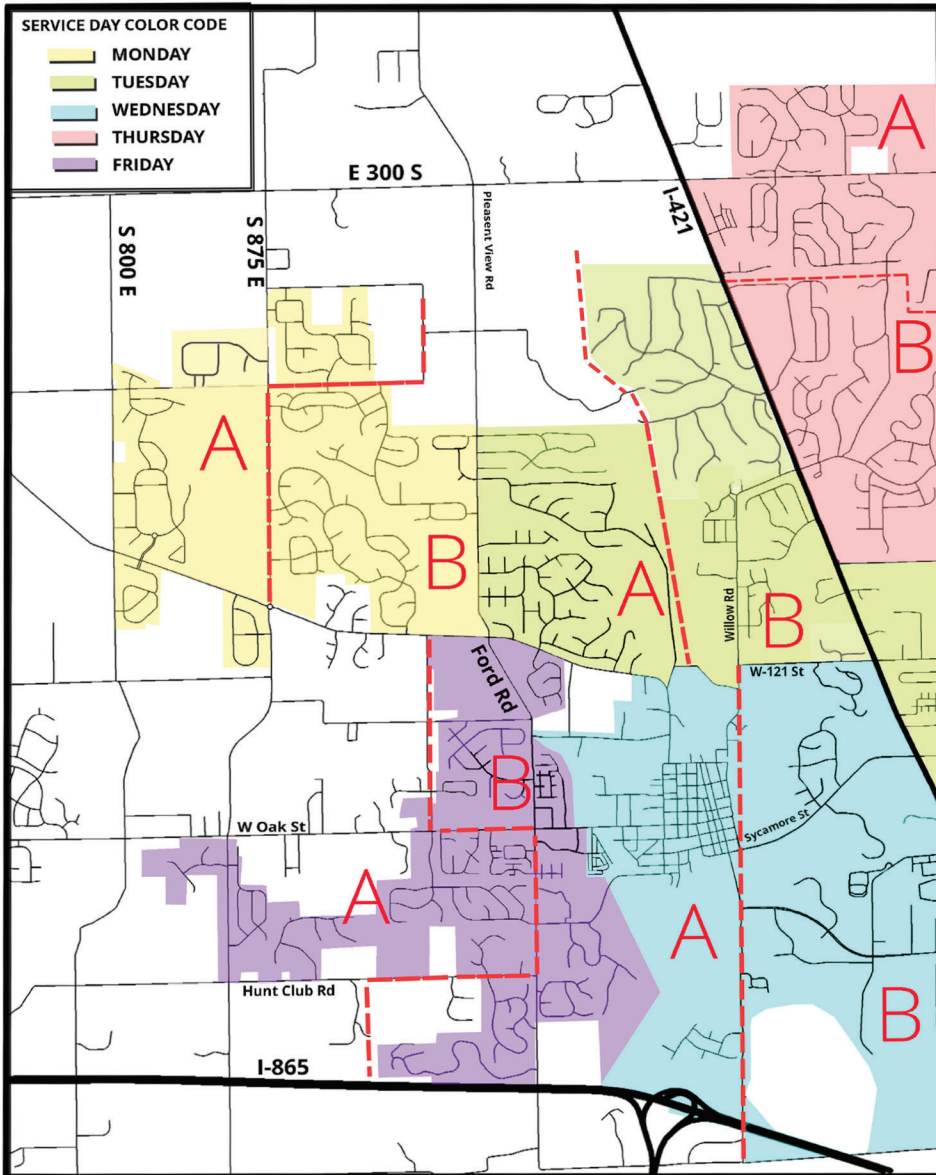 SERVICE DAY COLOR CODE
MONDAY
TUESDAY
WEDNESDAY
THURSDAY
FRIDAY
A
E 300 S
I-421
Pleasent View Rd
S 800 E
S 875 E
B
A
B
A
Willow Rd
B
W-121 St
Ford Rd
B
Sycamore St
W Oak St
A
A
Hunt Club Rd
B
I-865